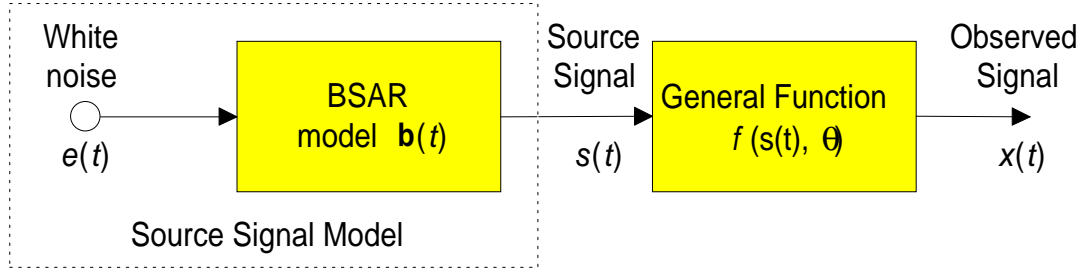 White
noise
e(t)
BSAR
model b(t)
Source Signal Model
Source
Signal
s(t)
General Function
f (s(t), θ)
Observed
Signal
x(t)